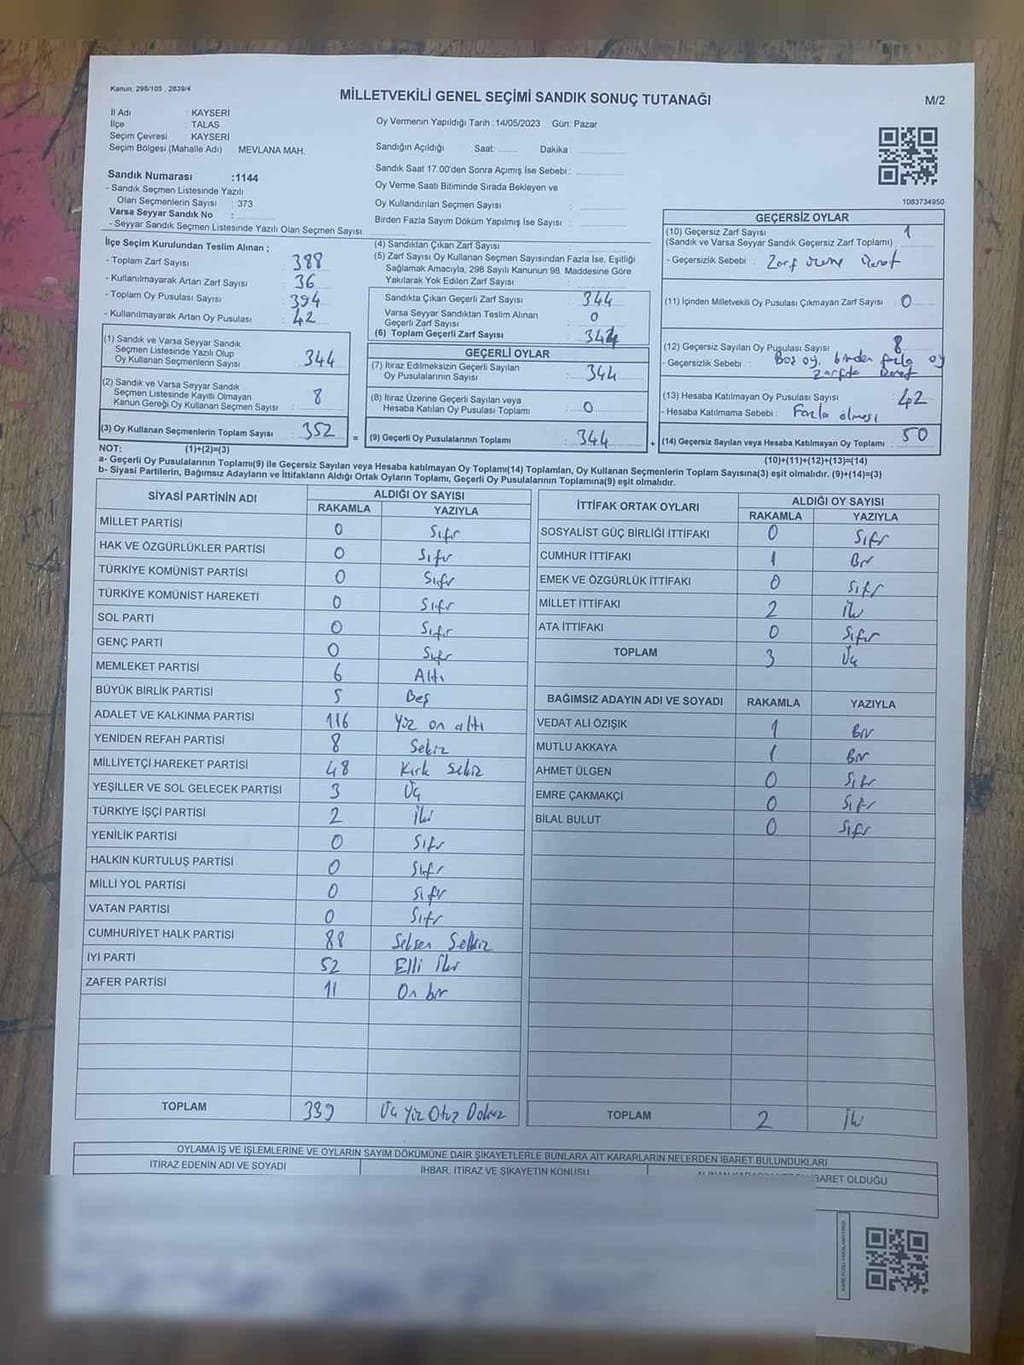 Kanun: 298/105 , 2839/4
MİLLETVEKİLİ GENEL SEÇİMİ SANDIK SONUÇ TUTANAĞI
M/2
İl Adı : KAYSERİ
İlçe : TALAS
Seçim Çevresi : KAYSERİ
Seçim Bölgesi (Mahalle Adı) : MEVLANA MAH.
Oy Vermenin Yapıldığı Tarih :14/05/2023 Gün: Pazar
Sandığın Açıldığı Saat: ........ Dakika : ........
Sandık Saat 17.00'den Sonra Açımış İse Sebebi :
Oy Verme Saati Bitiminde Sırada Bekleyen ve
Oy Kullandırılan Seçmen Sayısı :
Birden Fazla Sayım Döküm Yapılmış İse Sayısı :
1083734950
Sandık Numarası :1144
- Sandık Seçmen Listesinde Yazılı
Olan Seçmenlerin Sayısı : 373
Varsa Seyyar Sandık No :
- Seyyar Sandık Seçmen Listesinde Yazılı Olan Seçmen Sayısı
İlçe Seçim Kurulundan Teslim Alınan :
- Toplam Zarf Sayısı : 388
- Kullanılmayarak Artan Zarf Sayısı : 36
- Toplam Oy Pusulası Sayısı : 394
- Kullanılmayarak Artan Oy Pusulası : 42
(1) Sandık ve Varsa Seyyar Sandık
Seçmen Listesinde Yazılı Olup
Oy Kullanan Seçmenlerin Sayısı : 344
(2) Sandık ve Varsa Seyyar Sandık
Seçmen Listesinde Kayıtlı Olmayan
Kanun Gereği Oy Kullanan Seçmen Sayısı : 8
(3) Oy Kullanan Seçmenlerin Toplam Sayısı : 352
(4) Sandıktan Çıkan Zarf Sayısı :
(5) Zarf Sayısı Oy Kullanan Seçmen Sayısından Fazla İse, Eşitliği
Sağlamak Amacıyla, 298 Sayılı Kanunun 98. Maddesine Göre
Yakılarak Yok Edilen Zarf Sayısı :
Sandıkta Çıkan Geçerli Zarf Sayısı : 344
Varsa Seyyar Sandıktan Teslim Alınan
Geçerli Zarf Sayısı : 0
(6) Toplam Geçerli Zarf Sayısı : 344
GEÇERLİ OYLAR
(7) İtiraz Edilmeksizin Geçerli Sayılan
Oy Pusulalarının Sayısı : 344
(8) İtiraz Üzerine Geçerli Sayılan veya
Hesaba Katılan Oy Pusulası Toplamı : 0
= (9) Geçerli Oy Pusulalarının Toplamı : 344
GEÇERSİZ OYLAR
(10) Geçersiz Zarf Sayısı : 1
(Sandık ve Varsa Seyyar Sandık Geçersiz Zarf Toplamı)
- Geçersizlik Sebebi : Zarf üzerine işaret
(11) İçinden Milletvekili Oy Pusulası Çıkmayan Zarf Sayısı : 0
(12) Geçersiz Sayılan Oy Pusulası Sayısı : 8
- Geçersizlik Sebebi : Boş oy, birden fazla oy
zarfda işaret
(13) Hesaba Katılmayan Oy Pusulası Sayısı : 42
- Hesaba Katılmama Sebebi : Fazla olması
+ (14) Geçersiz Sayılan veya Hesaba Katılmayan Oy Toplamı : 50
NOT: (1)+(2)=(3)
(10)+(11)+(12)+(13)=(14)
a- Geçerli Oy Pusulalarının Toplamı(9) ile Geçersiz Sayılan veya Hesaba katılmayan Oy Toplamı(14) Toplamları, Oy Kullanan Seçmenlerin Toplam Sayısına(3) eşit olmalıdır. (9)+(14)=(3)
b- Siyasi Partilerin, Bağımsız Adayların ve İttifakların Aldığı Ortak Oyların Toplamı, Geçerli Oy Pusulalarının Toplamına(9) eşit olmalıdır.
SİYASİ PARTİNİN ADI ALDIĞI OY SAYISI
RAKAMLA YAZIYLA
MİLLET PARTİSİ 0 Sıfır
HAK VE ÖZGÜRLÜKLER PARTİSİ 0 Sıfır
TÜRKİYE KOMÜNİST PARTİSİ 0 Sıfır
TÜRKİYE KOMÜNİST HAREKETİ 0 Sıfır
SOL PARTİ 0 Sıfır
GENÇ PARTİ 0 Sıfır
MEMLEKET PARTİSİ 6 Altı
BÜYÜK BİRLİK PARTİSİ 5 Beş
ADALET VE KALKINMA PARTİSİ 116 Yüz on altı
YENİDEN REFAH PARTİSİ 8 Sekiz
MİLLİYETÇİ HAREKET PARTİSİ 48 Kırk Sekiz
YEŞİLLER VE SOL GELECEK PARTİSİ 3 Üç
TÜRKİYE İŞÇİ PARTİSİ 2 İki
YENİLİK PARTİSİ 0 Sıfır
HALKIN KURTULUŞ PARTİSİ 0 Sıfır
MİLLİ YOL PARTİSİ 0 Sıfır
VATAN PARTİSİ 0 Sıfır
CUMHURİYET HALK PARTİSİ 88 Seksen Sekiz
İYİ PARTİ 52 Elli İki
ZAFER PARTİSİ 11 On bir
TOPLAM 339 Üç Yüz Otuz Dokuz
İTTİFAK ORTAK OYLARI ALDIĞI OY SAYISI
RAKAMLA YAZIYLA
SOSYALİST GÜÇ BİRLİĞİ İTTİFAKI 0 Sıfır
CUMHUR İTTİFAKI 1 Bir
EMEK VE ÖZGÜRLÜK İTTİFAKI 0 Sıfır
MİLLET İTTİFAKI 2 İki
ATA İTTİFAKI 0 Sıfır
TOPLAM 3 Üç
BAĞIMSIZ ADAYIN ADI VE SOYADI RAKAMLA YAZIYLA
VEDAT ALİ ÖZIŞIK 1 Bir
MUTLU AKKAYA 1 Bir
AHMET ÜLGEN 0 Sıfır
EMRE ÇAKMAKÇİ 0 Sıfır
BİLAL BULUT 0 Sıfır
TOPLAM 2 İki
OYLAMA İŞ VE İŞLEMLERİNE VE OYLARIN SAYIM DÖKÜMÜNE DAİR ŞİKAYETLERLE BUNLARA AİT KARARLARIN NELERDEN İBARET BULUNDUKLARI
İTİRAZ EDENİN ADI VE SOYADI İHBAR, İTİRAZ VE ŞİKAYETİN KONUSU İBARET OLDUĞU